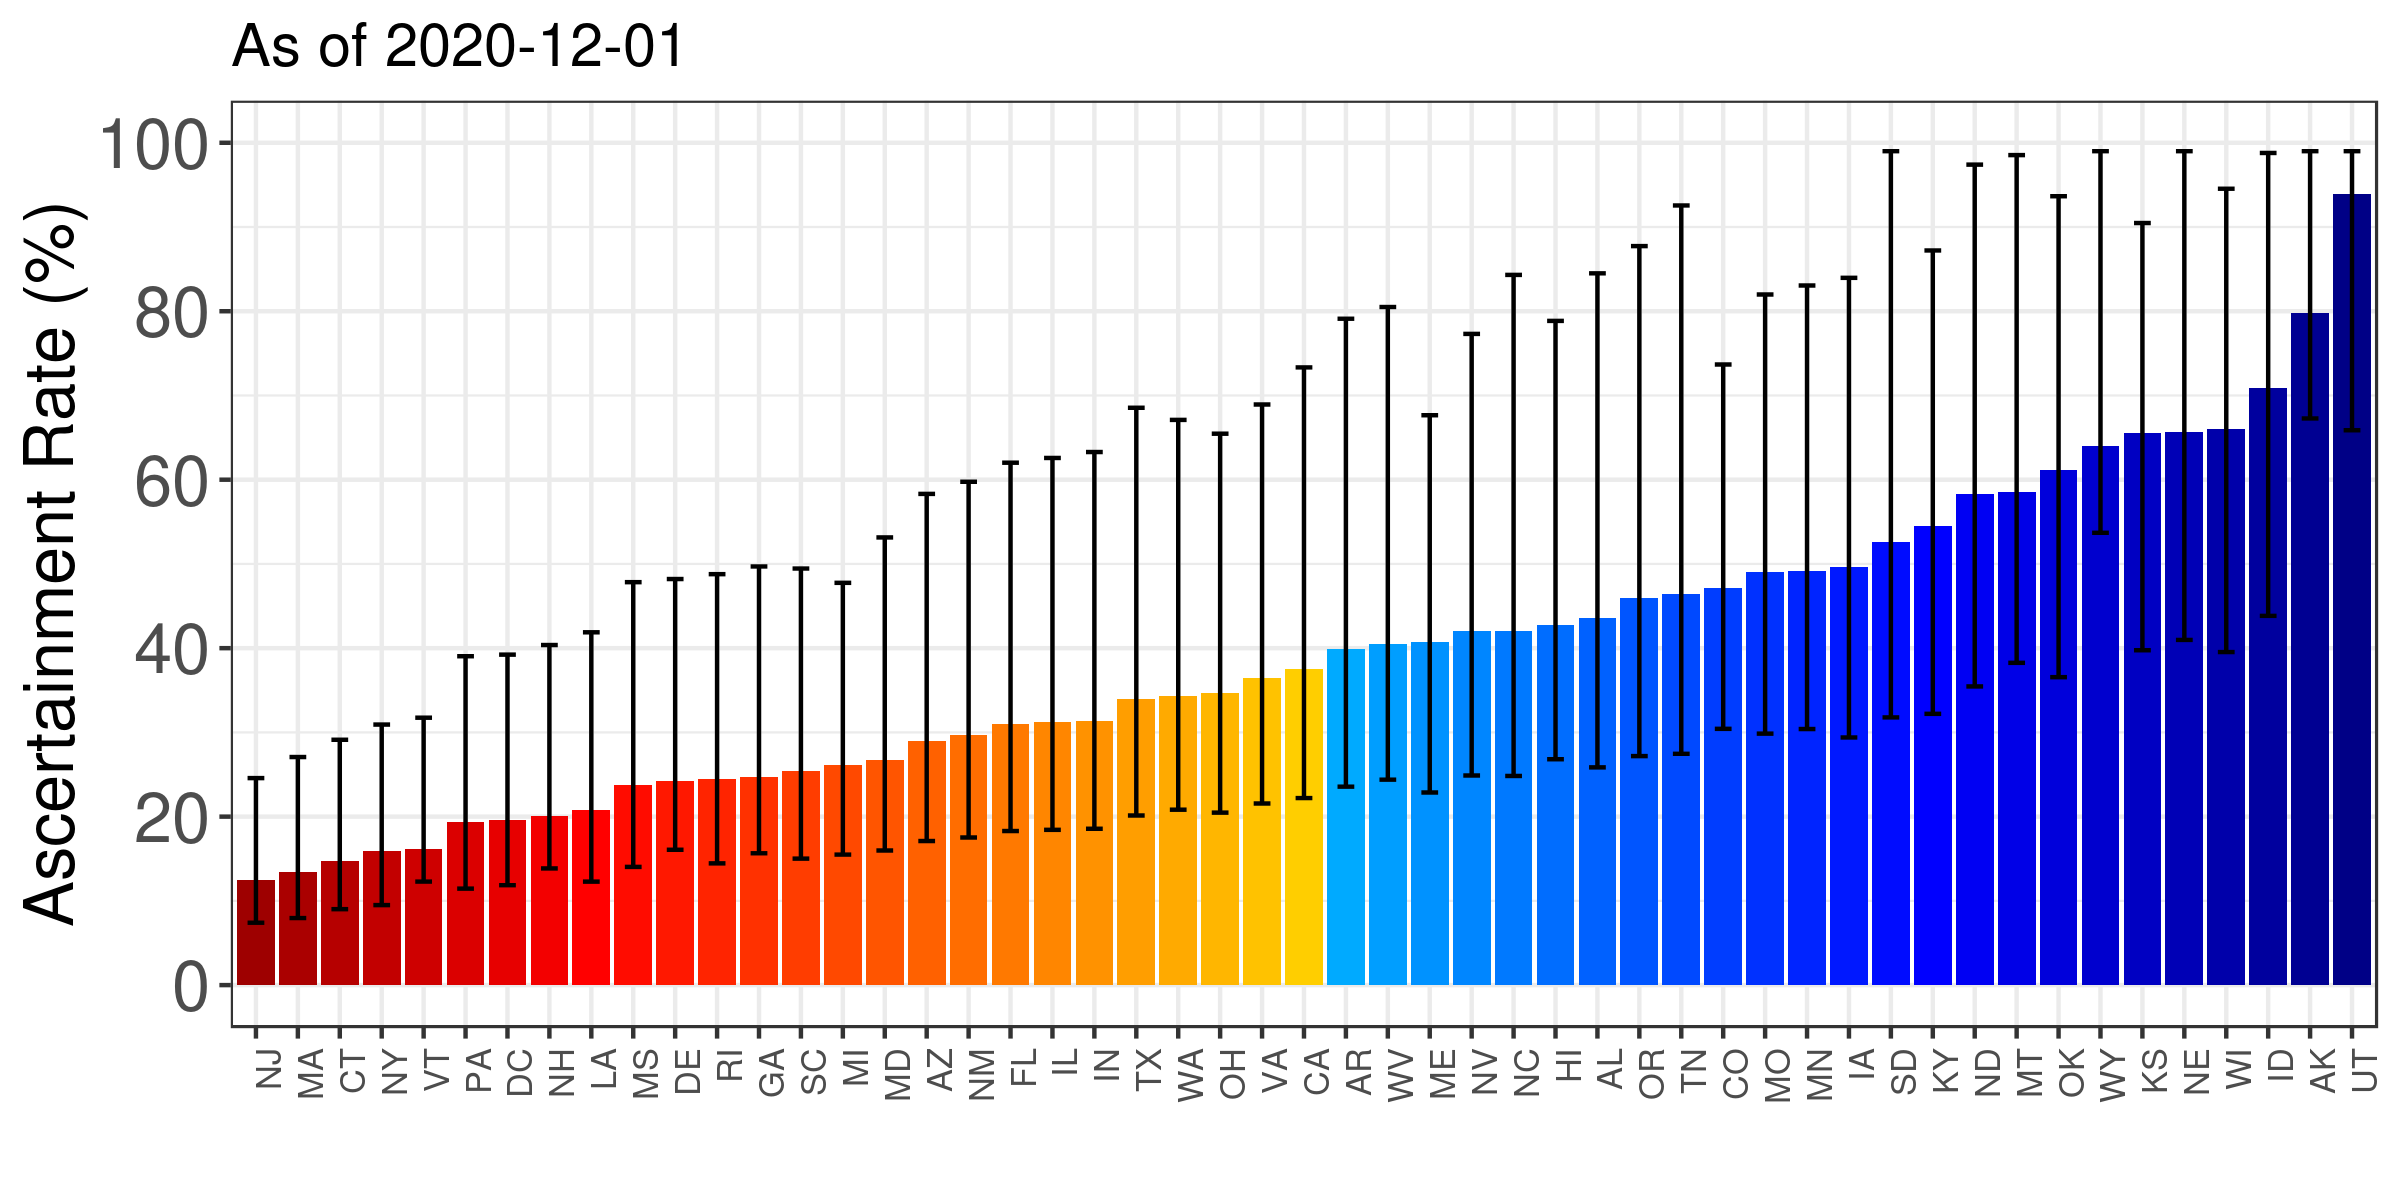 As of 2020-12-01
Ascertainment Rate (%)
100
80
60
40
20
0
NJ MA CT NY VT PA DC NH LA MS DE RI GA SC MI MD AZ NM FL IL IN TX WA OH VA CA AR WV ME NV NC HI AL OR TN CO MO MN IA SD KY ND MT OK WY KS NE WI ID AK UT